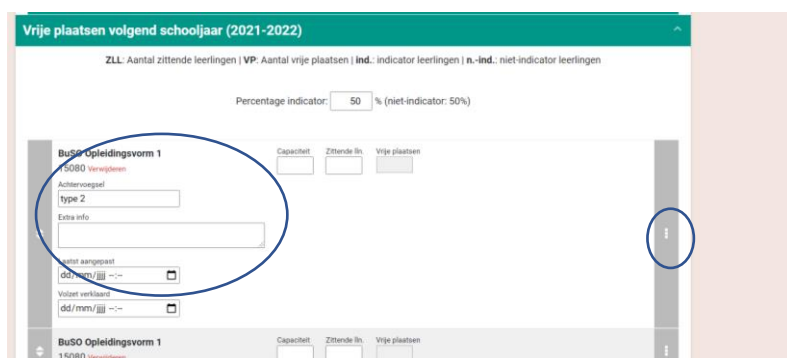 Vrije plaatsen volgend schooljaar (2021-2022)
ZLL: Aantal zittende leerlingen | VP: Aantal vrije plaatsen | ind.: indicator leerlingen | n.-ind.: niet-indicator leerlingen
Percentage indicator: 50 % (niet-indicator: 50%)
BuSO Opleidingsvorm 1 Capaciteit Zittende lln. Vrije plaatsen
15080 Verwijderen
Achtervoegsel
type 2
Extra info
Laatst aangepast
dd/mm/jjjj --:--
Volzet verklaard
dd/mm/jjjj --:--
BuSO Opleidingsvorm 1 Capaciteit Zittende lln. Vrije plaatsen
15080 Verwijderen